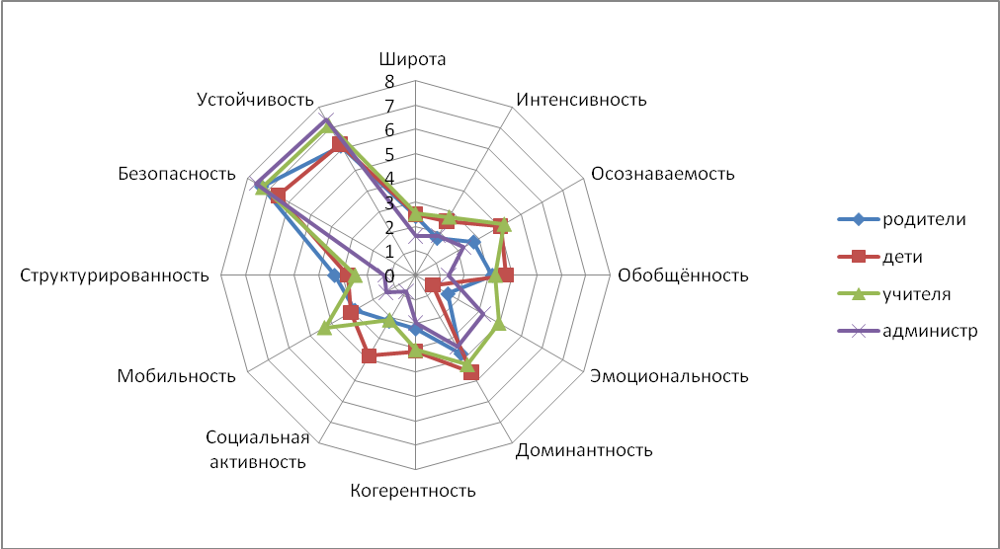 Широта
Интенсивность
Осознаваемость
Обобщённость
Эмоциональность
Доминантность
Когерентность
Социальная
активность
Мобильность
Структурированность
Безопасность
Устойчивость
8
7
6
5
4
3
2
1
0
родители
дети
учителя
администр